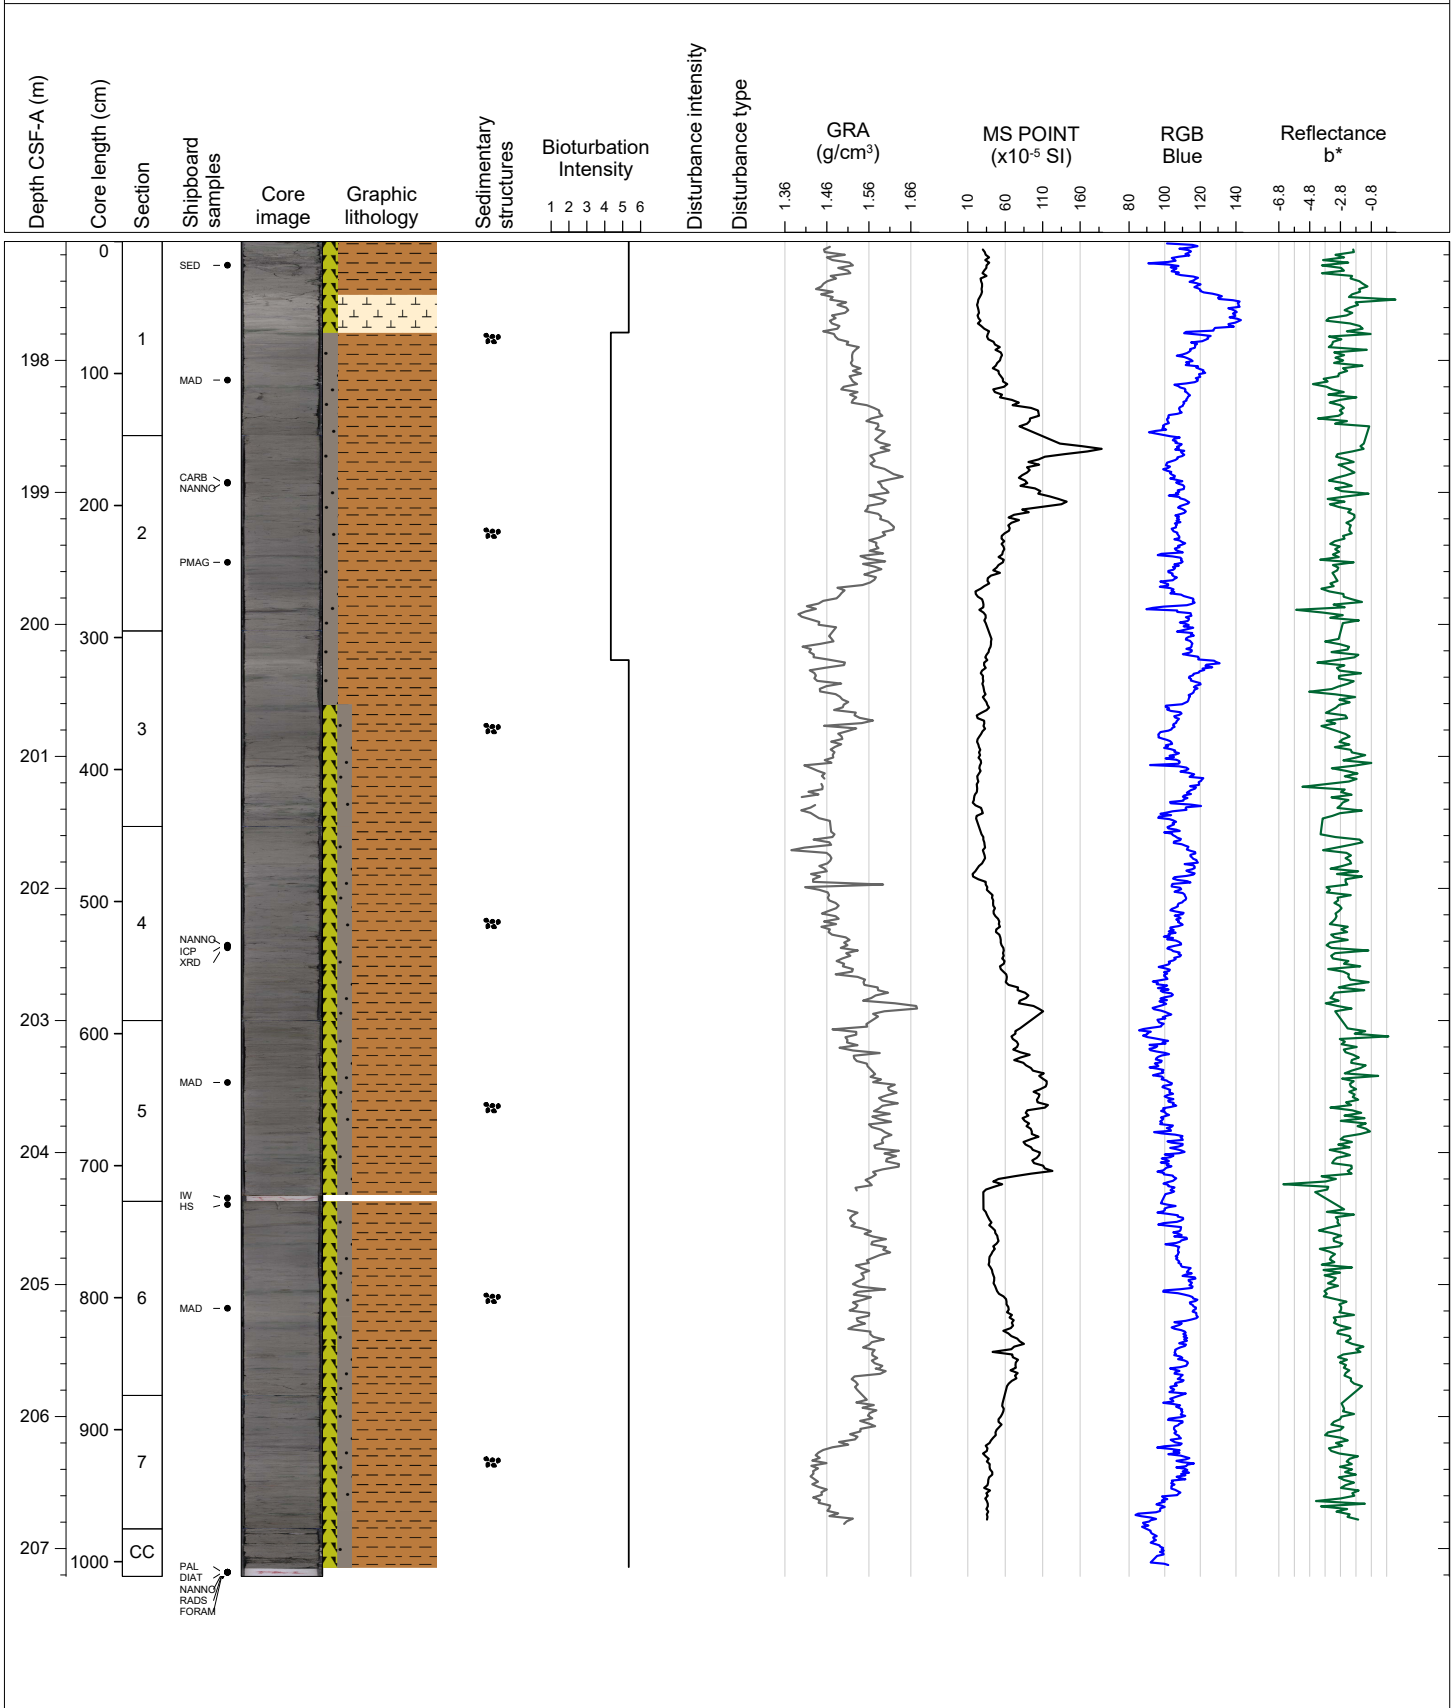 Depth CSF-A (m)
Core length (cm)
Section
Shipboard
samples
Core
image
Graphic
lithology
Sedimentary
structures
Bioturbation
Intensity
1 2 3 4 5 6
Disturbance intensity
Disturbance type
GRA
(g/cm³)
1.36 1.46 1.56 1.66
MS POINT
(x10⁻⁵ SI)
10 60 110 160
RGB
Blue
80 100 120 140
Reflectance
b*
-6.8 -4.8 -2.8 -0.8
0
SED
1
198
100
MAD
CARB
NANNO
199
200
2
PMAG
200
300
3
201
400
202
500
4
NANNO
ICP
XRD
203
600
MAD
5
204
700
IW
HS
205
800
6
MAD
206
900
7
207
1000
CC
PAL
DIAT
NANNO
RADS
FORAM